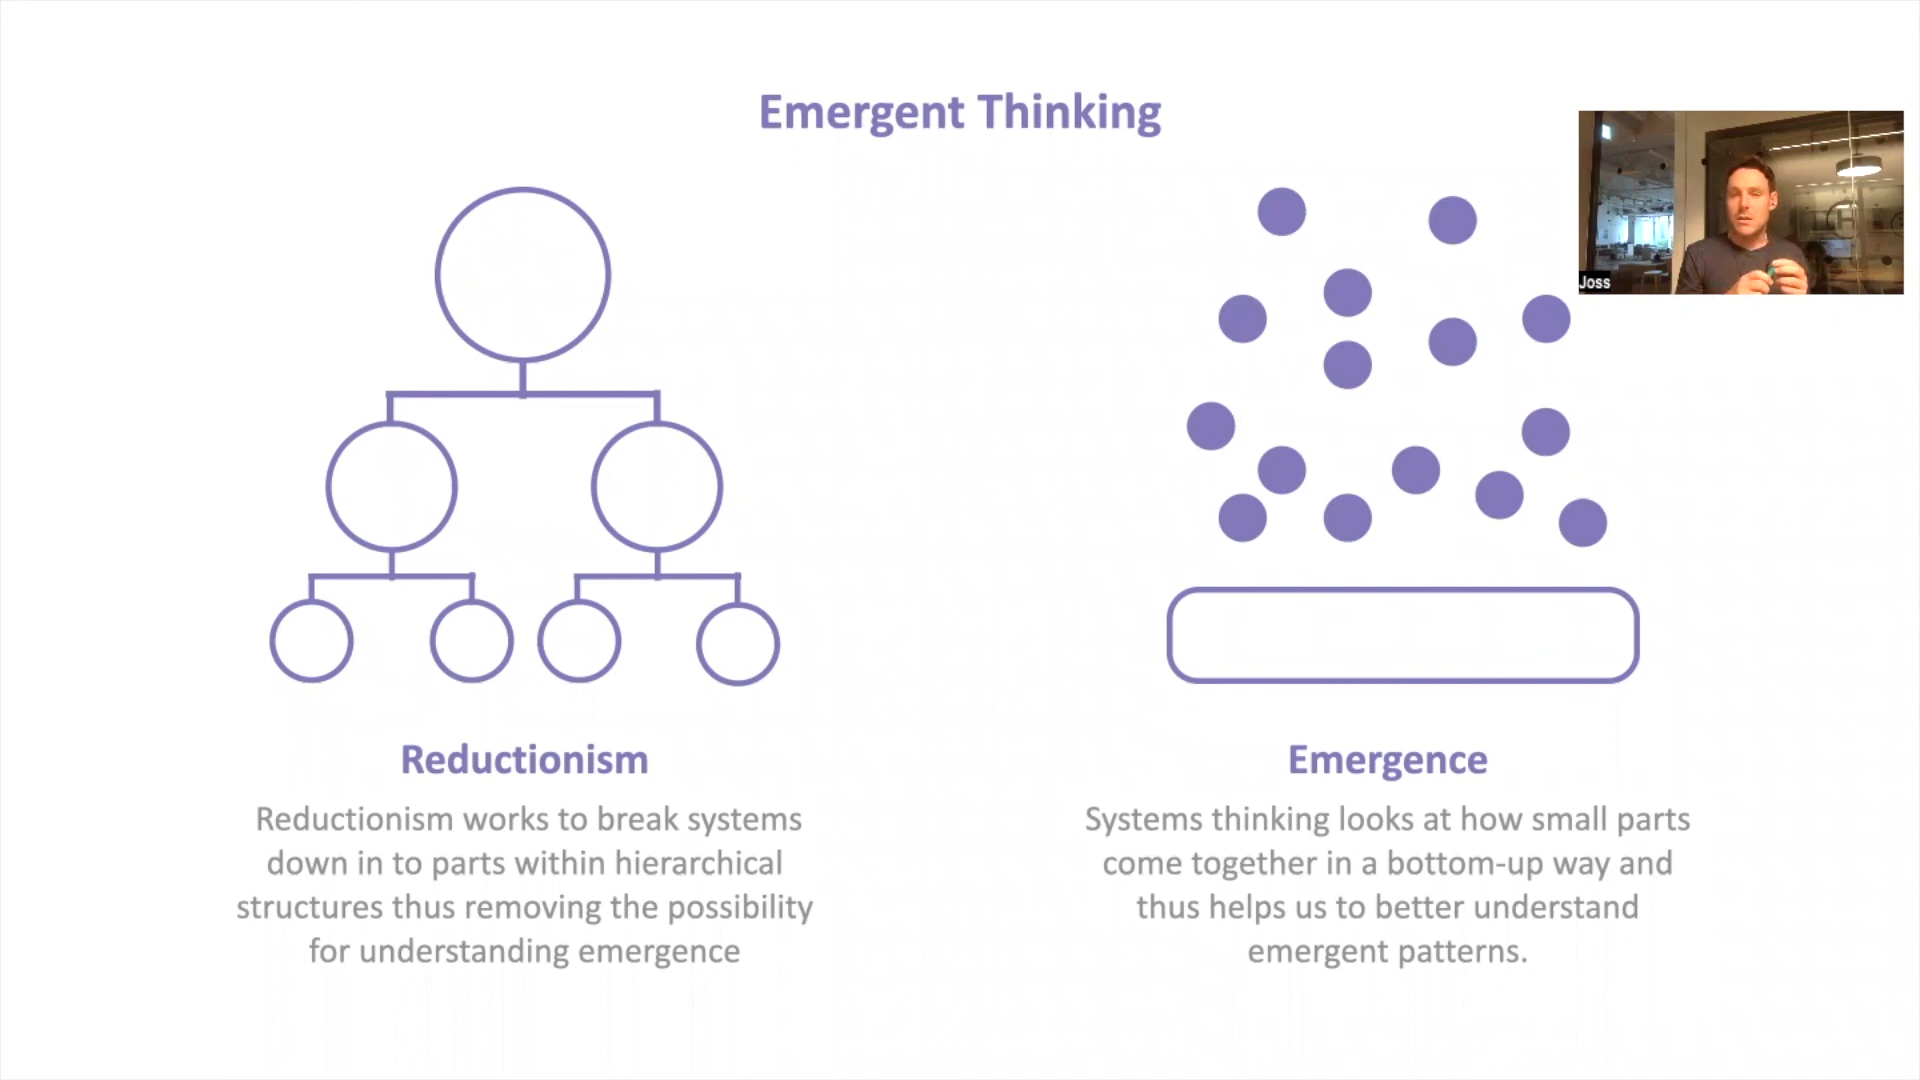 Emergent Thinking
Joss
Reductionism
Reductionism works to break systems
down in to parts within hierarchical
structures thus removing the possibility
for understanding emergence
Emergence
Systems thinking looks at how small parts
come together in a bottom-up way and
thus helps us to better understand
emergent patterns.